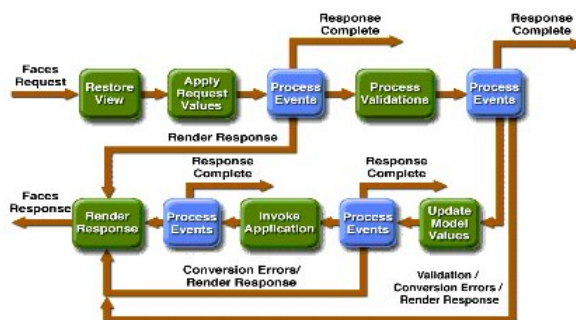 Response
Complete
Response
Complete
Faces
Request
Restore
View
Apply
Request
Values
Process
Events
Process
Validations
Process
Events
Render Response
Response
Complete
Response
Complete
Faces
Response
Render
Response
Process
Events
Invoke
Application
Process
Events
Update
Model
Values
Conversion Errors/
Render Response
Validation /
Conversion Errors /
Render Response